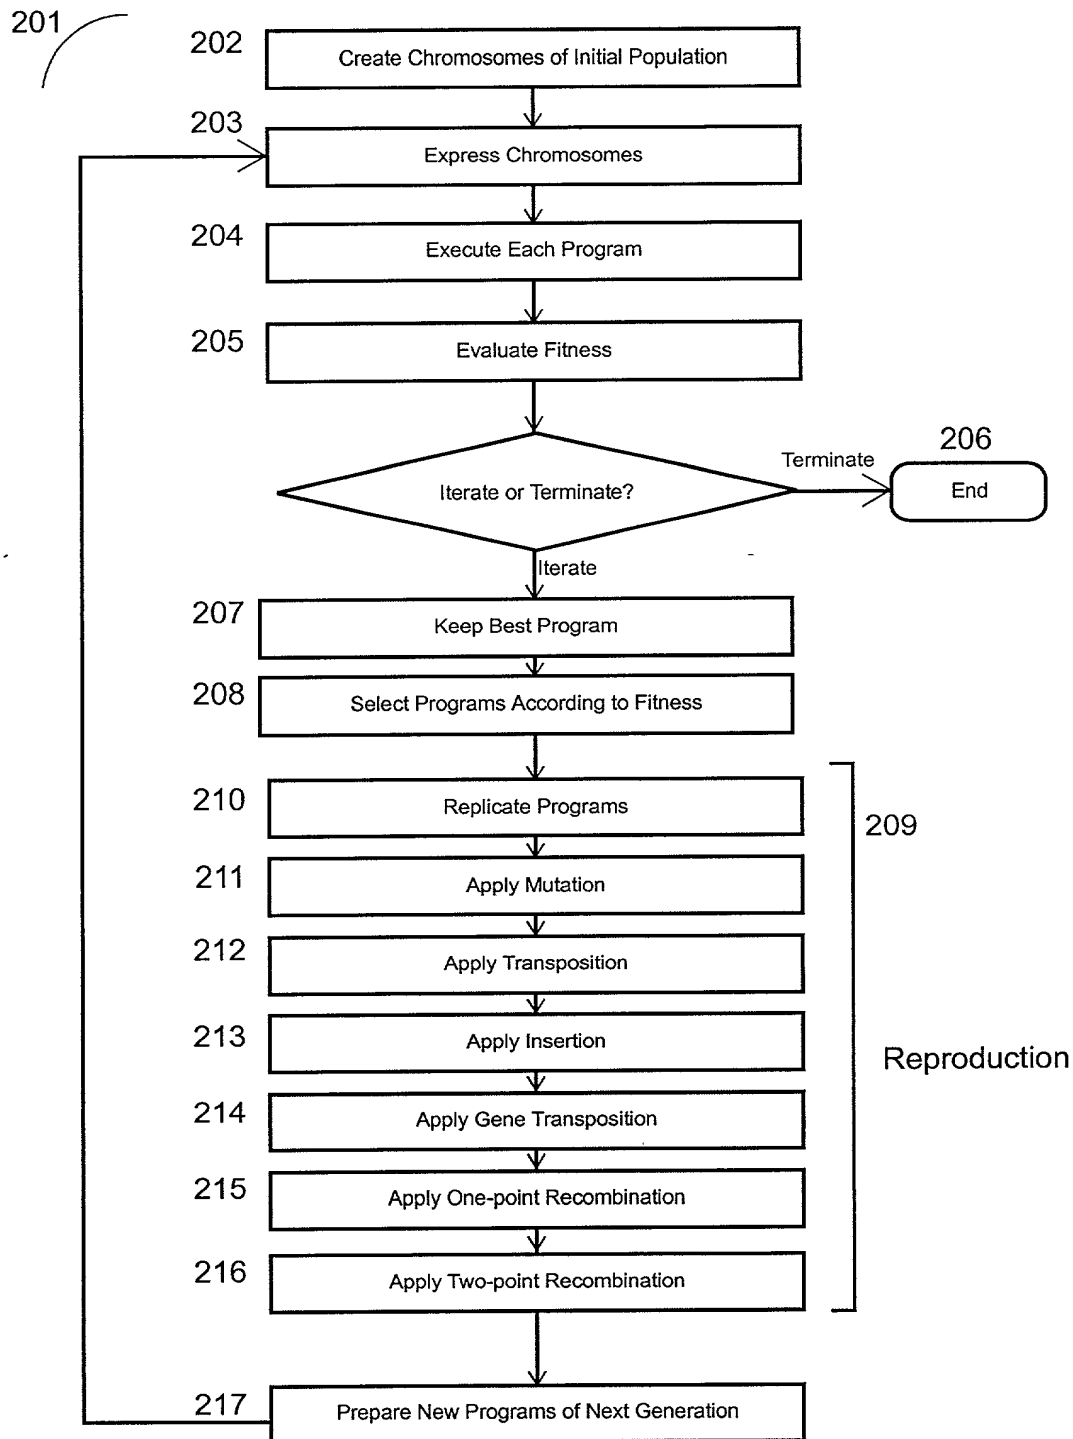 201
202
Create Chromosomes of Initial Population
203
Express Chromosomes
204
Execute Each Program
205
Evaluate Fitness
206
Terminate
Iterate or Terminate?
End
Iterate
207
Keep Best Program
208
Select Programs According to Fitness
210
Replicate Programs
209
211
Apply Mutation
212
Apply Transposition
213
Apply Insertion
Reproduction
214
Apply Gene Transposition
215
Apply One-point Recombination
216
Apply Two-point Recombination
217
Prepare New Programs of Next Generation